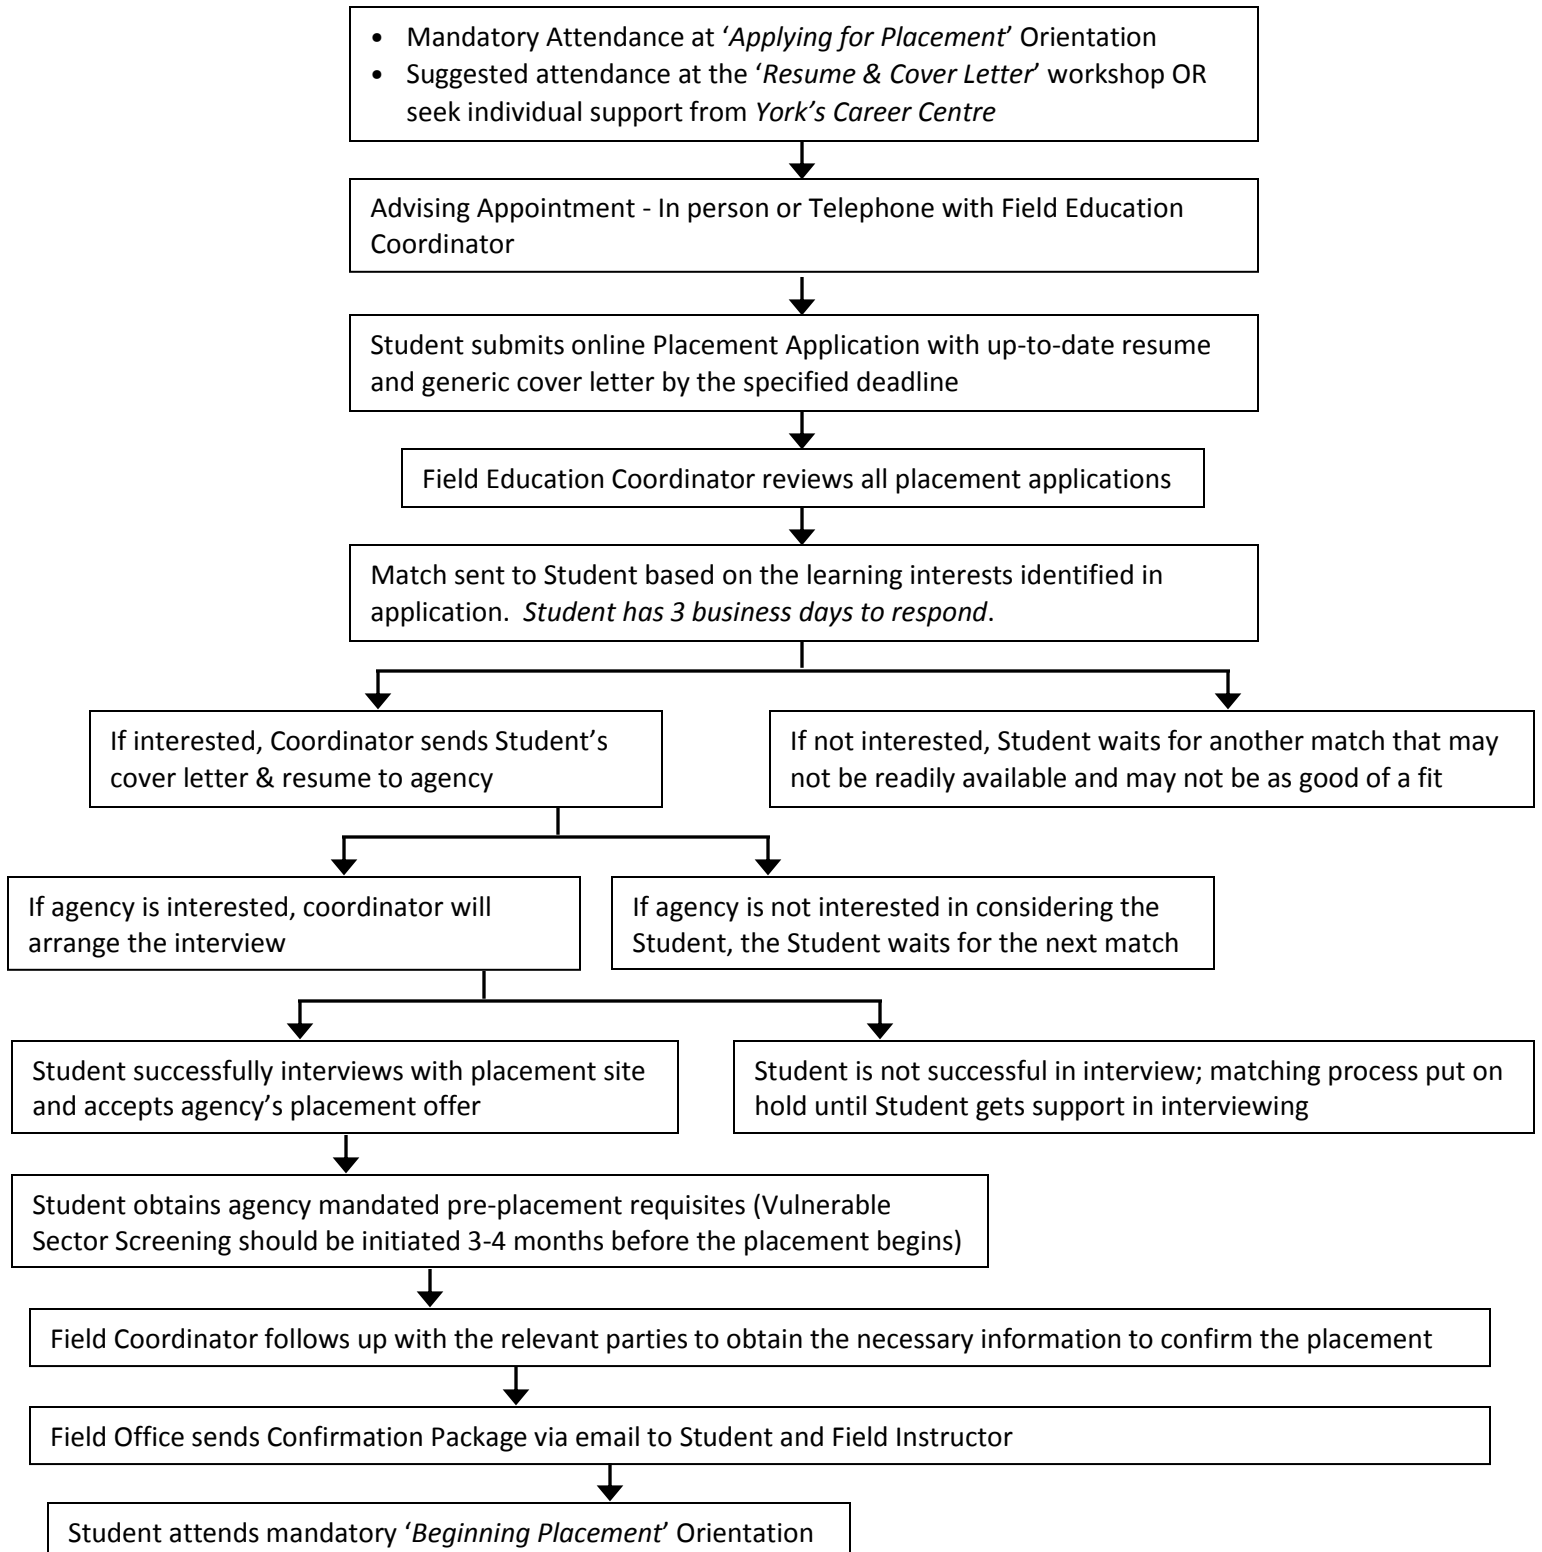 • Mandatory Attendance at ‘Applying for Placement’ Orientation
• Suggested attendance at the ‘Resume & Cover Letter’ workshop OR
seek individual support from York’s Career Centre
Advising Appointment - In person or Telephone with Field Education
Coordinator
Student submits online Placement Application with up-to-date resume
and generic cover letter by the specified deadline
Field Education Coordinator reviews all placement applications
Match sent to Student based on the learning interests identified in
application.  Student has 3 business days to respond.
If interested, Coordinator sends Student’s
cover letter & resume to agency
If not interested, Student waits for another match that may
not be readily available and may not be as good of a fit
If agency is interested, coordinator will
arrange the interview
If agency is not interested in considering the
Student, the Student waits for the next match
Student successfully interviews with placement site
and accepts agency’s placement offer
Student is not successful in interview; matching process put on
hold until Student gets support in interviewing
Student obtains agency mandated pre-placement requisites (Vulnerable
Sector Screening should be initiated 3-4 months before the placement begins)
Field Coordinator follows up with the relevant parties to obtain the necessary information to confirm the placement
Field Office sends Confirmation Package via email to Student and Field Instructor
Student attends mandatory ‘Beginning Placement’ Orientation